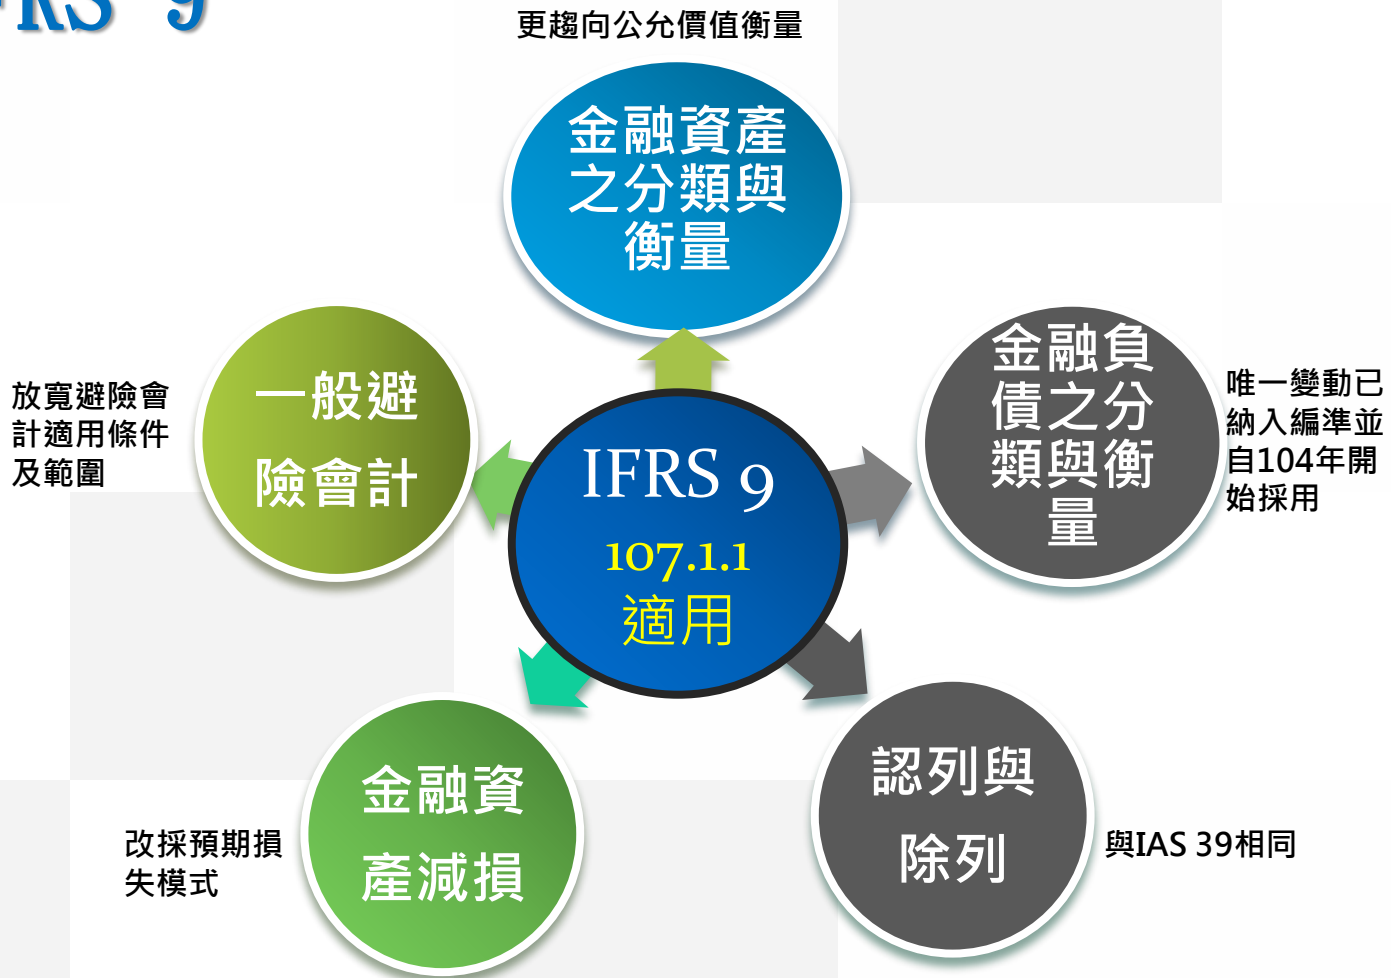 IFRS 9
更趨向公允價值衡量
金融資產
之分類與
衡量
一般避
險會計
放寬避險會
計適用條件
及範圍
金融負
債之分
類與衡
量
唯一變動已
納入編準並
自104年開
始採用
IFRS 9
107.1.1
適用
金融資
產減損
改採預期損
失模式
認列與
除列
與IAS 39相同